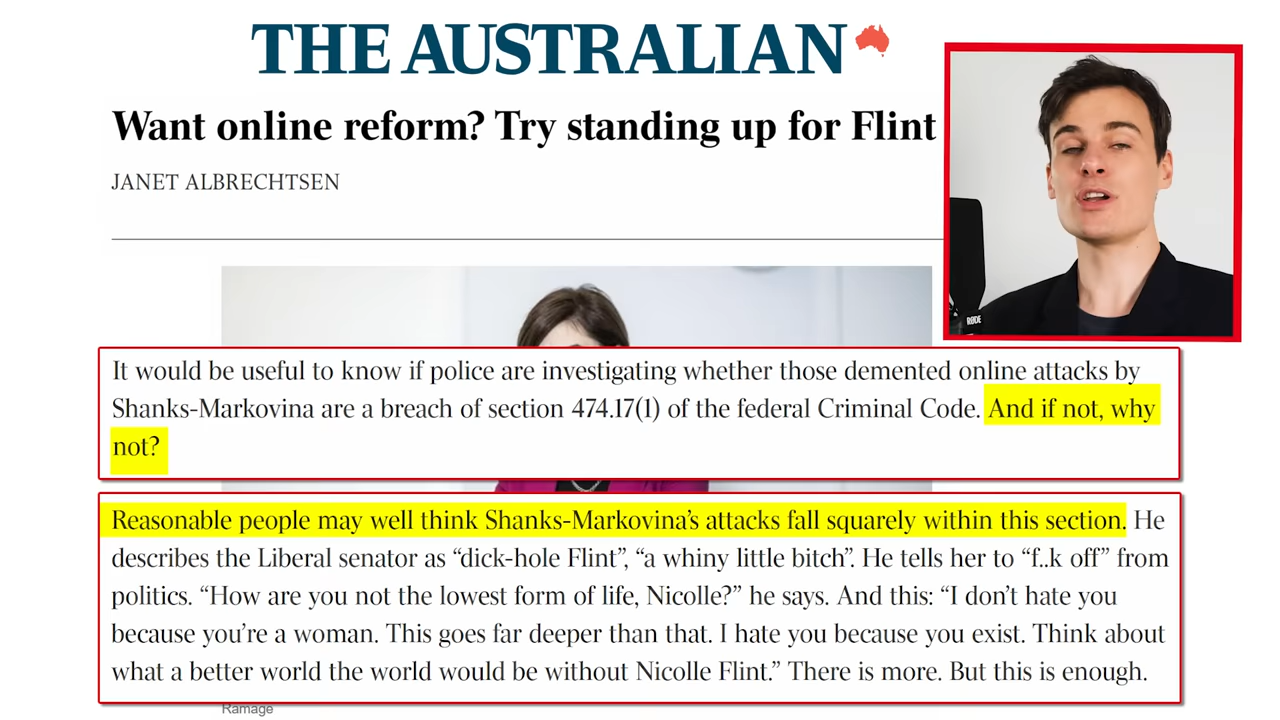 THE AUSTRALIAN
Want online reform? Try standing up for Flint
JANET ALBRECHTSEN
RØDE
It would be useful to know if police are investigating whether those demented online attacks by
Shanks-Markovina are a breach of section 474.17(1) of the federal Criminal Code. And if not, why
not?
Reasonable people may well think Shanks-Markovina's attacks fall squarely within this section. He
describes the Liberal senator as “dick-hole Flint”, “a whiny little bitch”. He tells her to “f..k off” from
politics. “How are you not the lowest form of life, Nicolle?” he says. And this: “I don’t hate you
because you’re a woman. This goes far deeper than that. I hate you because you exist. Think about
what a better world the world would be without Nicolle Flint.” There is more. But this is enough.
Ramage